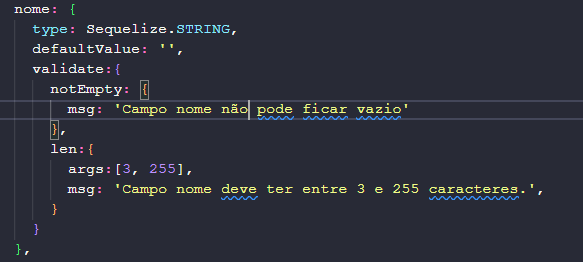 nome: {
type: Sequelize.STRING,
defaultValue: '',
validate:{
notEmpty: {
msg: 'Campo nome não pode ficar vazio'
},
len:{
args:[3, 255],
msg: 'Campo nome deve ter entre 3 e 255 caracteres.',
}
}
},